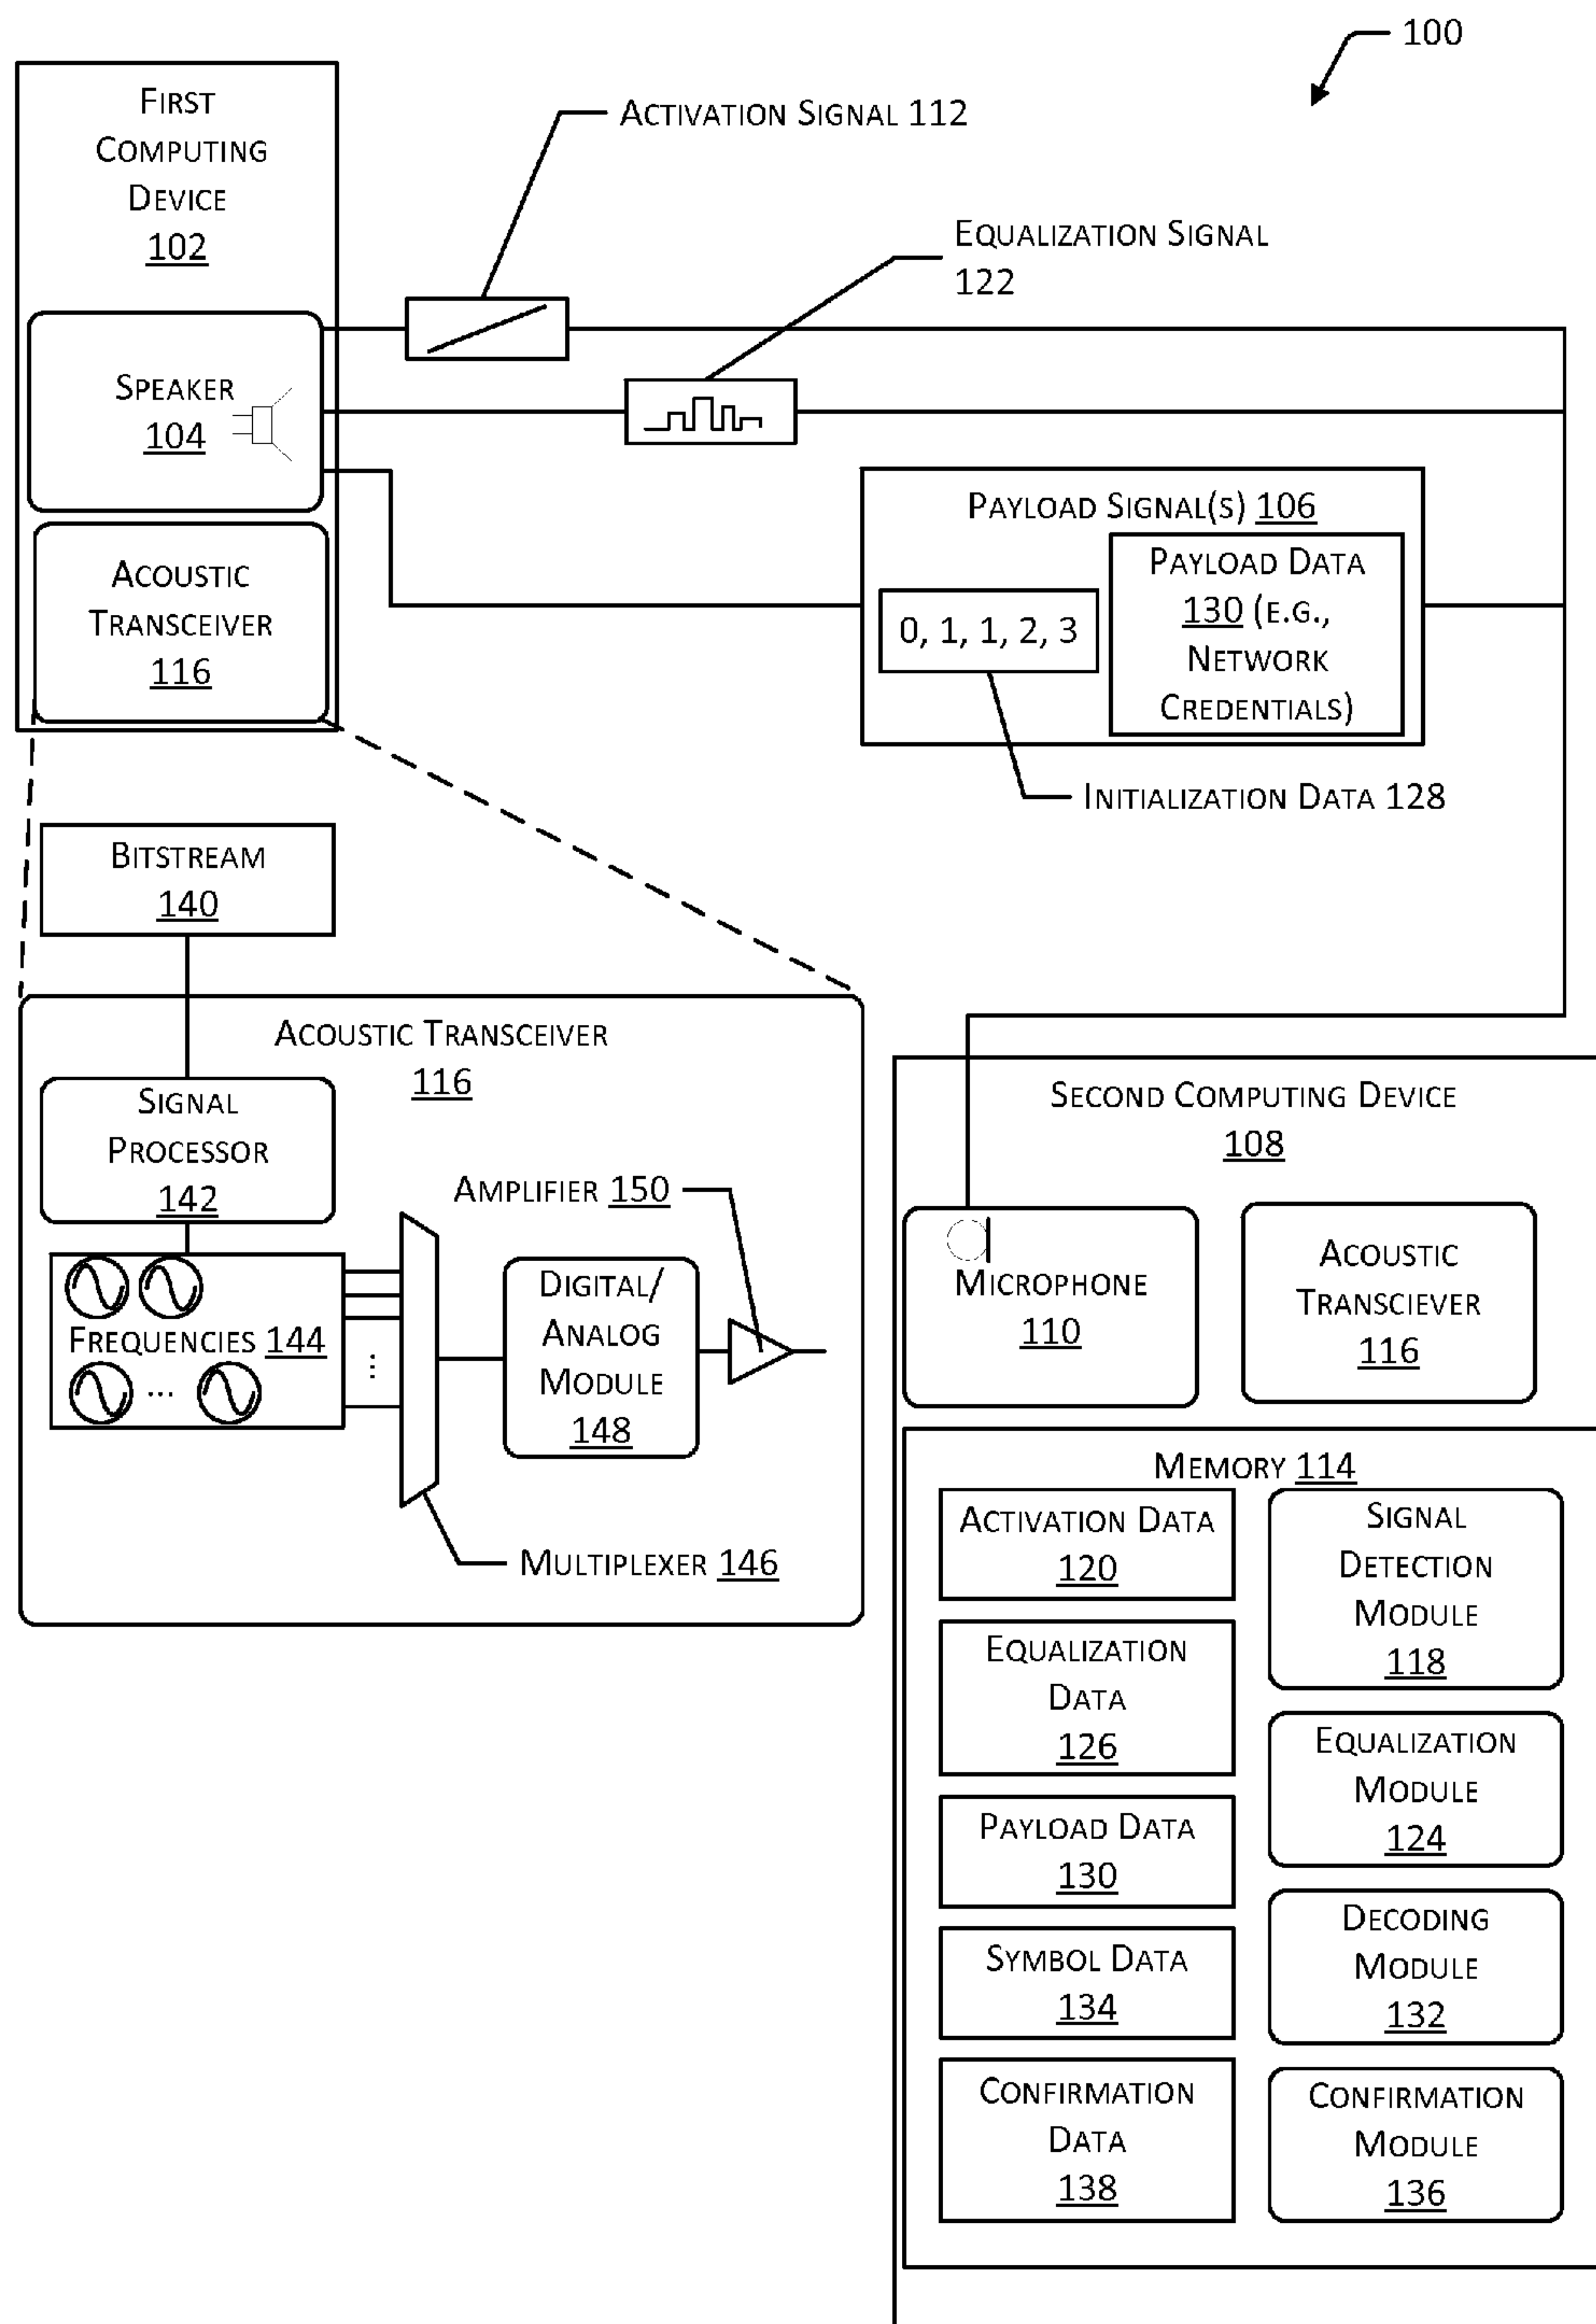 100
First
Computing
Device
102
Activation Signal 112
Equalization Signal
122
Speaker
104
Payload Signal(s) 106
0, 1, 1, 2, 3
Payload Data
130 (e.g.,
Network
Credentials)
Initialization Data 128
Acoustic
Transceiver
116
Bitstream
140
Acoustic Transceiver
116
Signal
Processor
142
Frequencies 144
...
...
Amplifier 150
Digital/
Analog
Module
148
Multiplexer 146
Second Computing Device
108
Microphone
110
Acoustic
Transciever
116
Memory 114
Activation Data
120
Equalization
Data
126
Payload Data
130
Symbol Data
134
Confirmation
Data
138
Signal
Detection
Module
118
Equalization
Module
124
Decoding
Module
132
Confirmation
Module
136